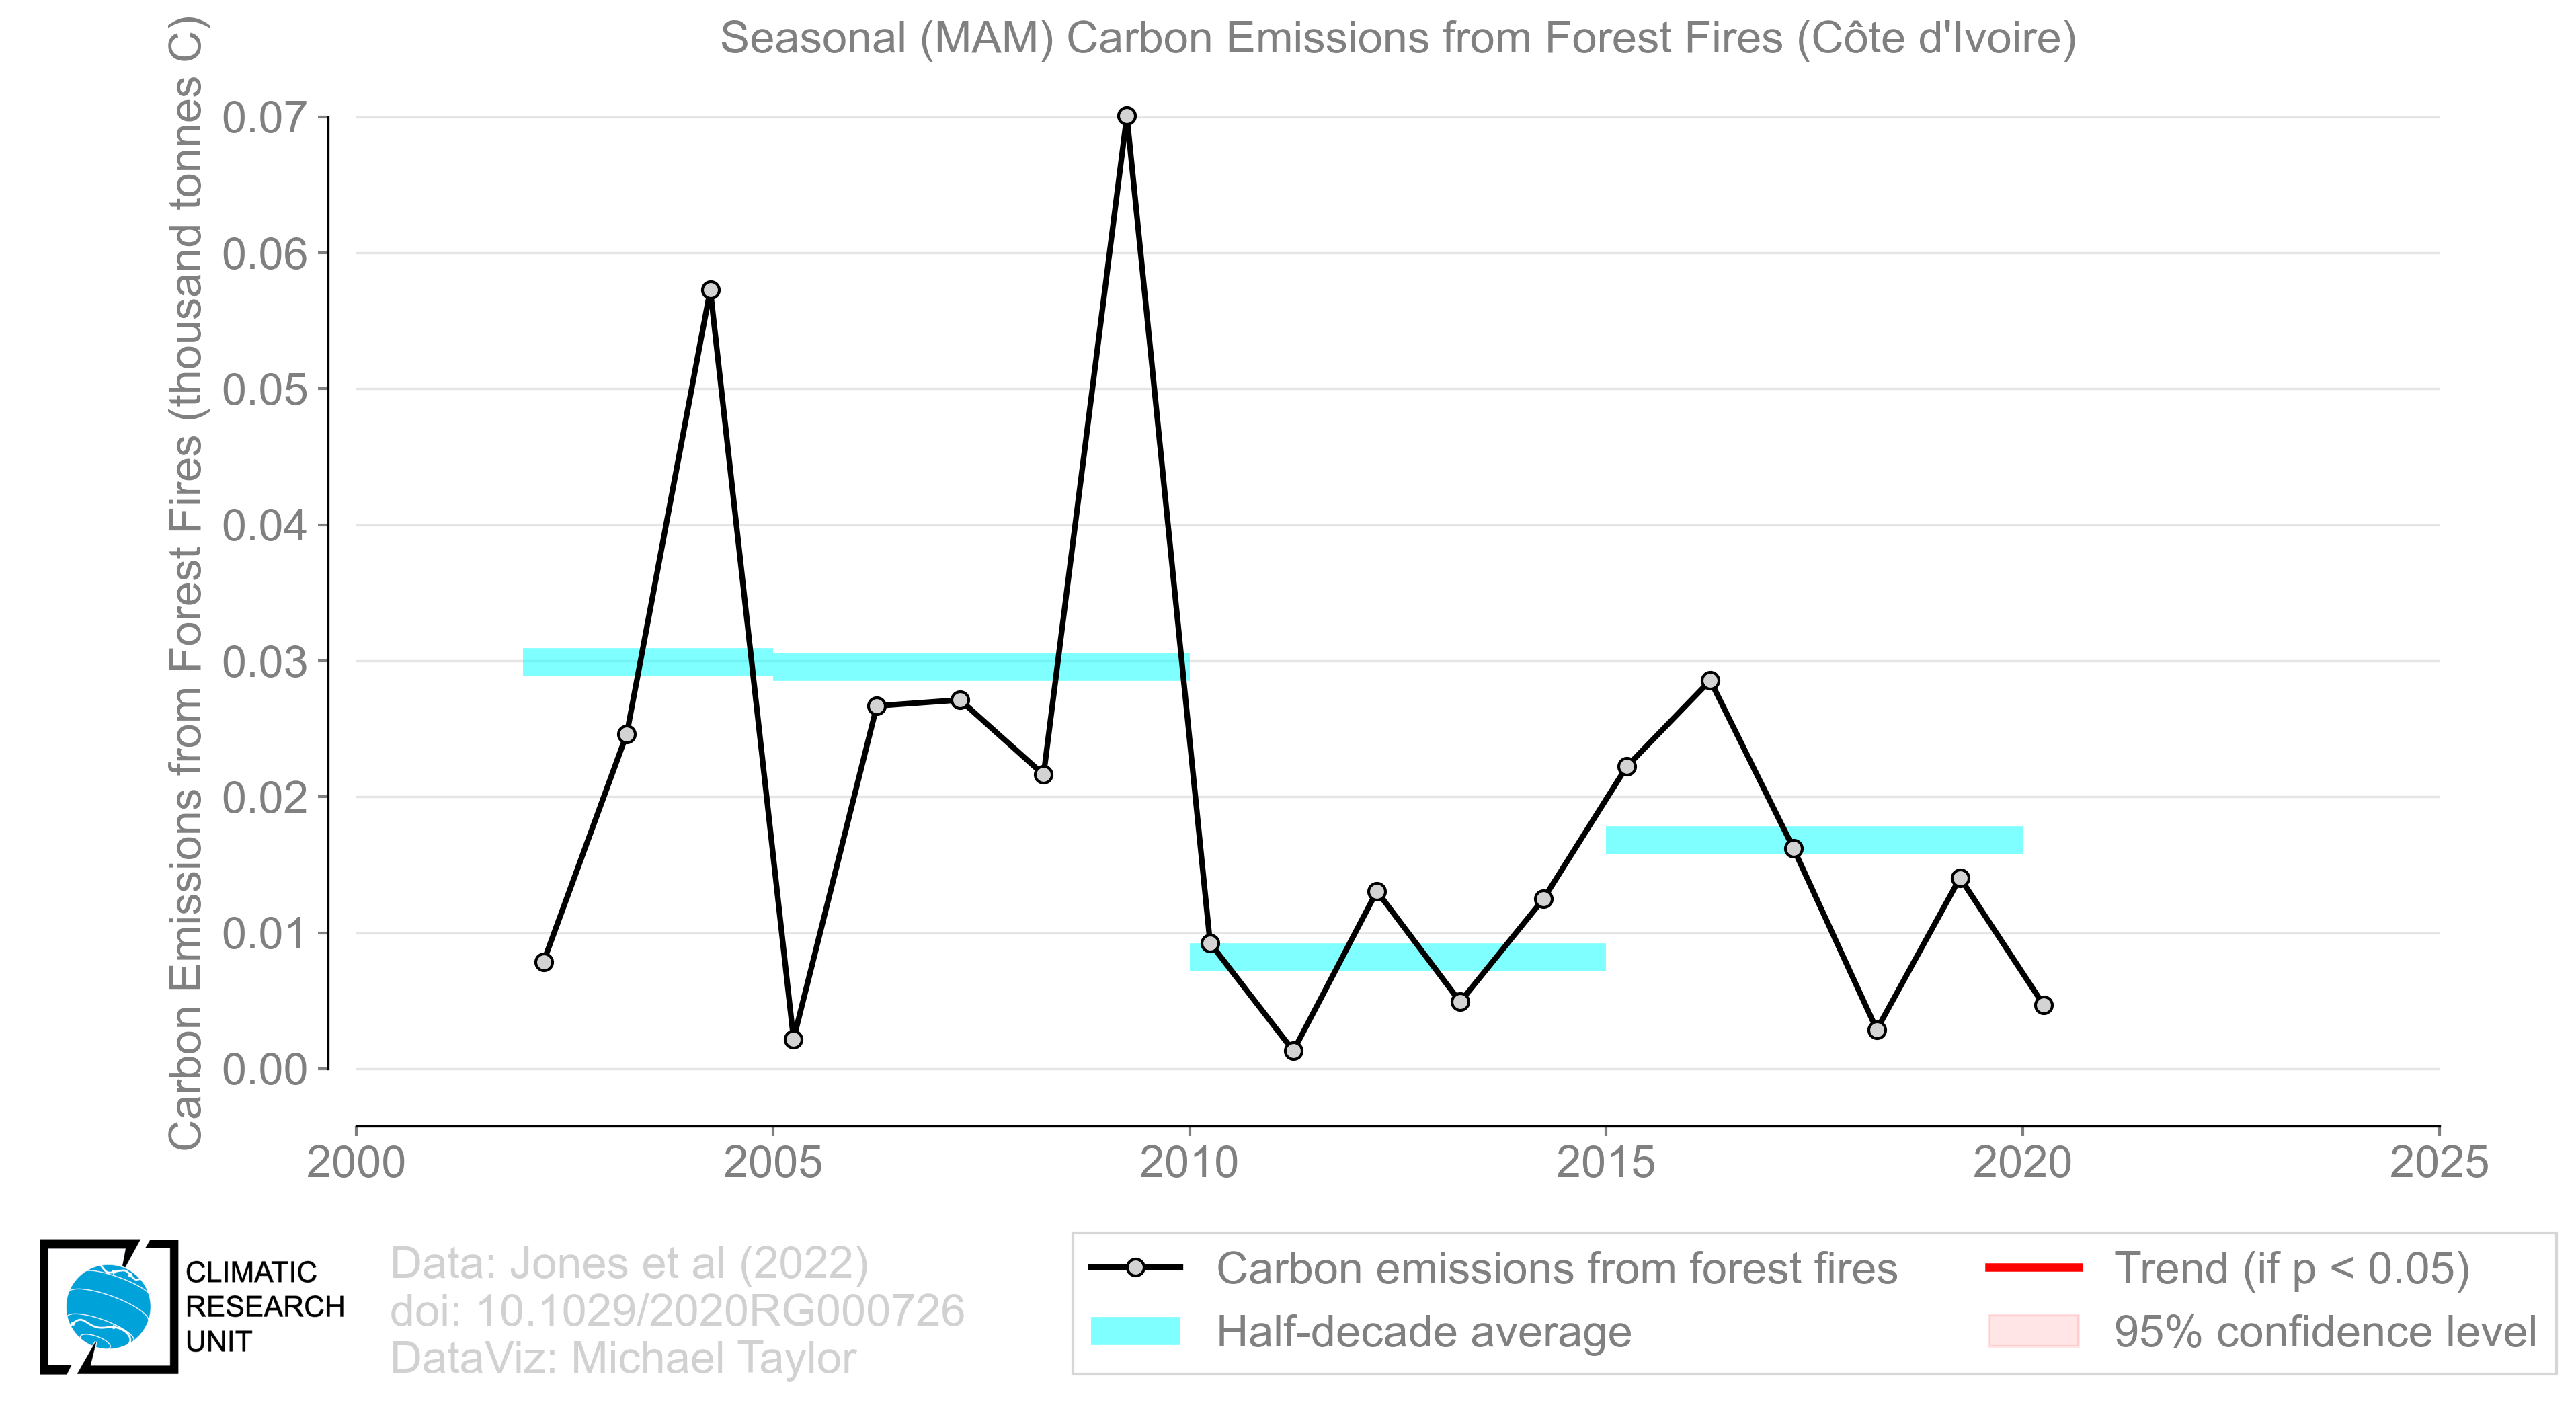 Seasonal (MAM) Carbon Emissions from Forest Fires (Côte d'Ivoire)
Carbon Emissions from Forest Fires (thousand tonnes C)
0.07
0.06
0.05
0.04
0.03
0.02
0.01
0.00
2000
2005
2010
2015
2020
2025
CLIMATIC
RESEARCH
UNIT
Data: Jones et al (2022)
doi: 10.1029/2020RG000726
DataViz: Michael Taylor
Carbon emissions from forest fires
Half-decade average
Trend (if p < 0.05)
95% confidence level